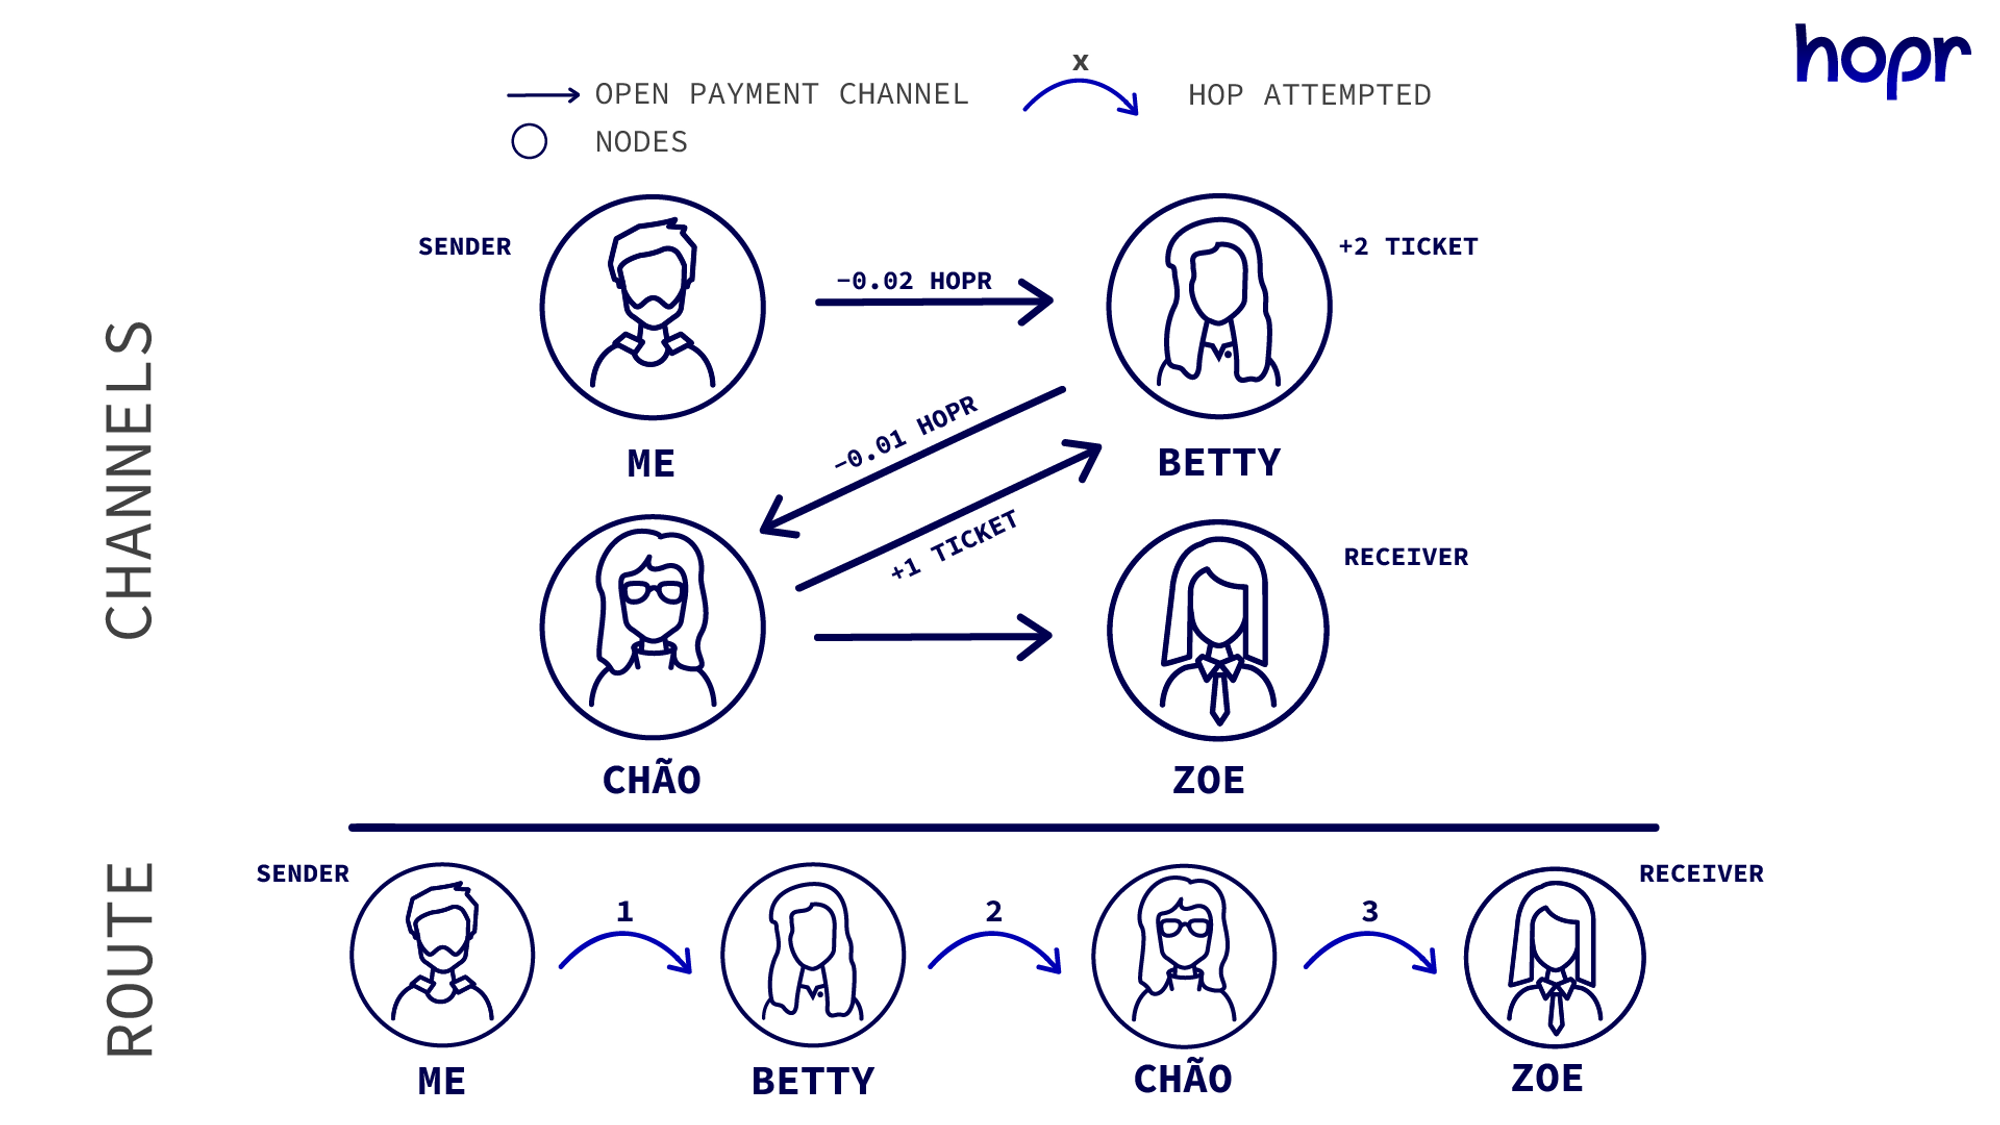 hopr
x
OPEN PAYMENT CHANNEL
HOP ATTEMPTED
NODES
CHANNELS
SENDER
-0.02 HOPR
+2 TICKET
ME
BETTY
-0.01 HOPR
+1 TICKET
RECEIVER
CHÃO
ZOE
ROUTE
SENDER
1
2
3
RECEIVER
ME
BETTY
CHÃO
ZOE